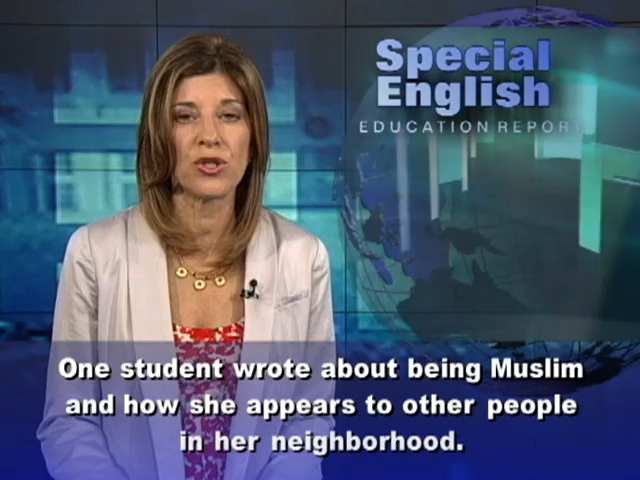 Special
English
EDUCATION REPORT
One student wrote about being Muslim
and how she appears to other people
in her neighborhood.